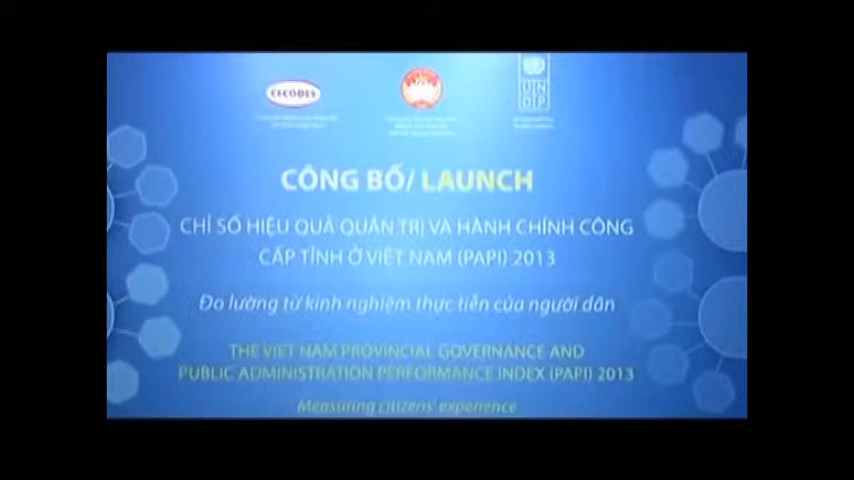 CECODES
UN
DP
CÔNG BỐ/ LAUNCH
CHỈ SỐ HIỆU QUẢ QUẢN TRỊ VÀ HÀNH CHÍNH CÔNG
CẤP TỈNH Ở VIỆT NAM (PAPI) 2013
Đo lường từ kinh nghiệm thực tiễn của người dân
THE VIET NAM PROVINCIAL GOVERNANCE AND
PUBLIC ADMINISTRATION PERFORMANCE INDEX (PAPI) 2013
Measuring citizens' experience